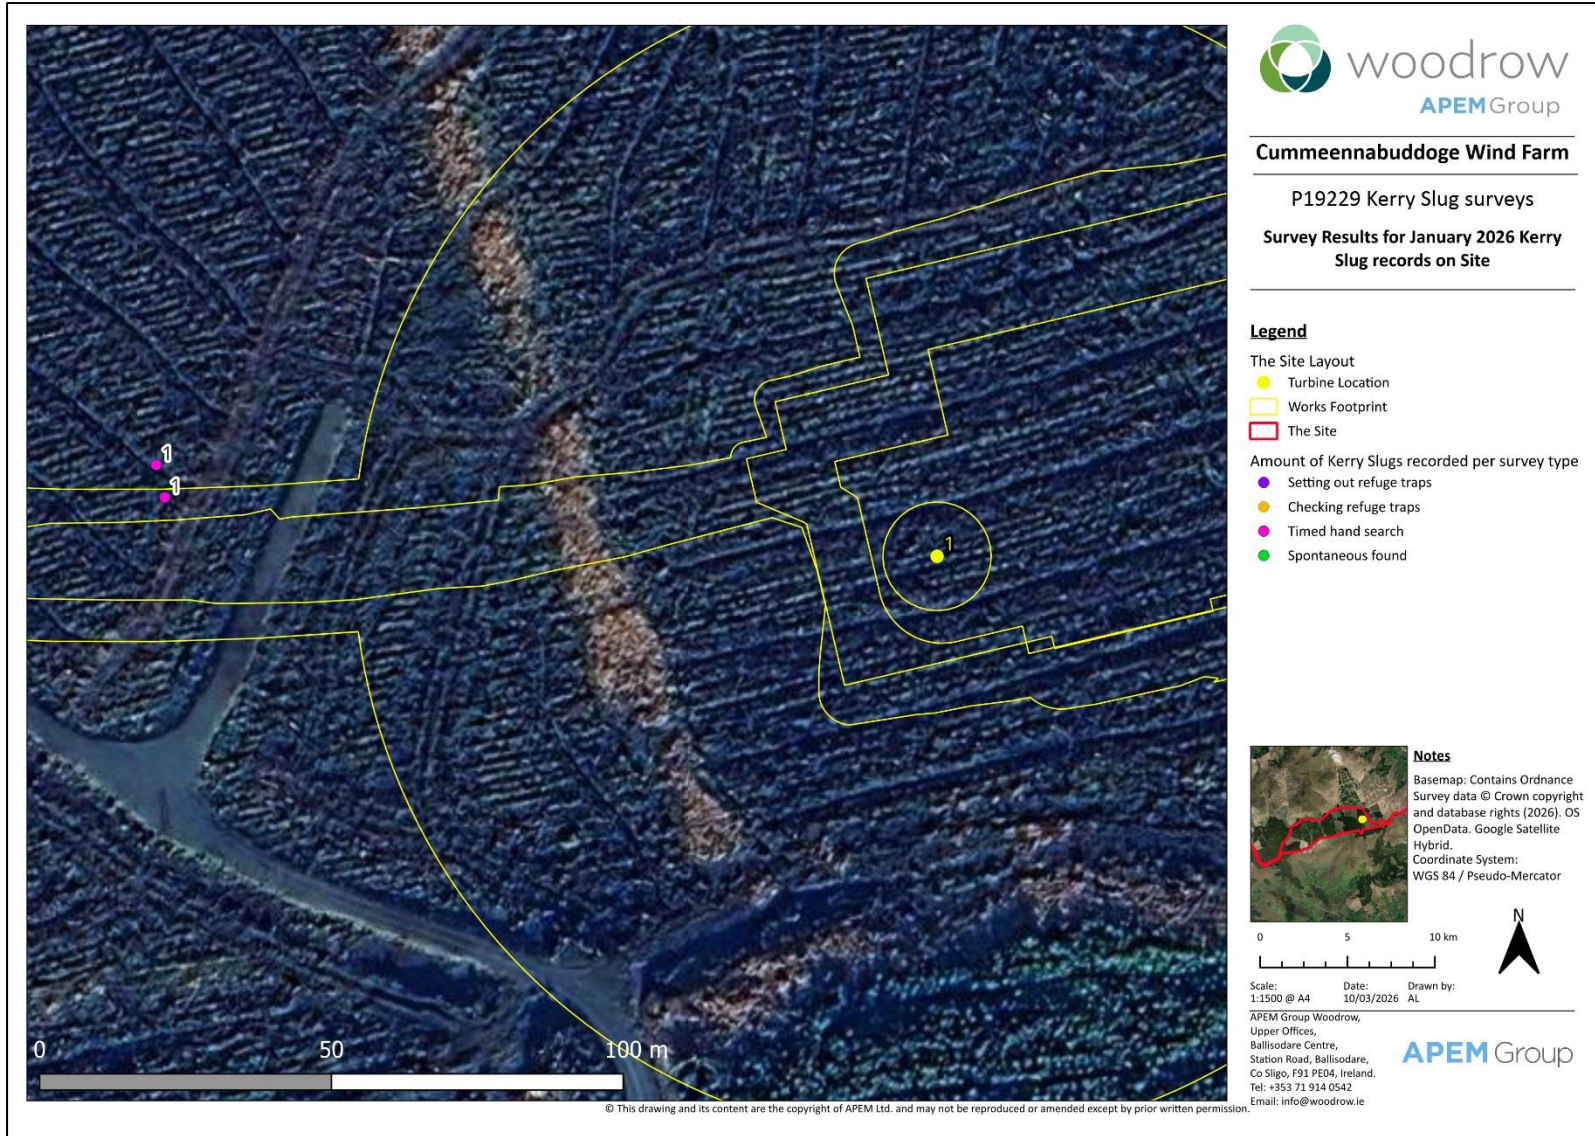 woodrow
APEM Group
Cummeennabuddoge Wind Farm
P19229 Kerry Slug surveys
Survey Results for January 2026 Kerry
Slug records on Site
Legend
The Site Layout
Turbine Location
Works Footprint
The Site
Amount of Kerry Slugs recorded per survey type
Setting out refuge traps
Checking refuge traps
Timed hand search
Spontaneous found
1
1
1
0 50 100 m
Notes
Basemap: Contains Ordnance
Survey data © Crown copyright
and database rights (2026). OS
OpenData. Google Satellite
Hybrid.
Coordinate System:
WGS 84 / Pseudo-Mercator
N
0 5 10 km
Scale: Date: Drawn by:
1:1500 @ A4 10/03/2026 AL
APEM Group Woodrow,
Upper Offices,
Ballisodare Centre,
Station Road, Ballisodare,
Co Sligo, F91 PE04, Ireland.
Tel: +353 71 914 0542
Email: info@woodrow.ie
APEM Group
© This drawing and its content are the copyright of APEM Ltd. and may not be reproduced or amended except by prior written permission.